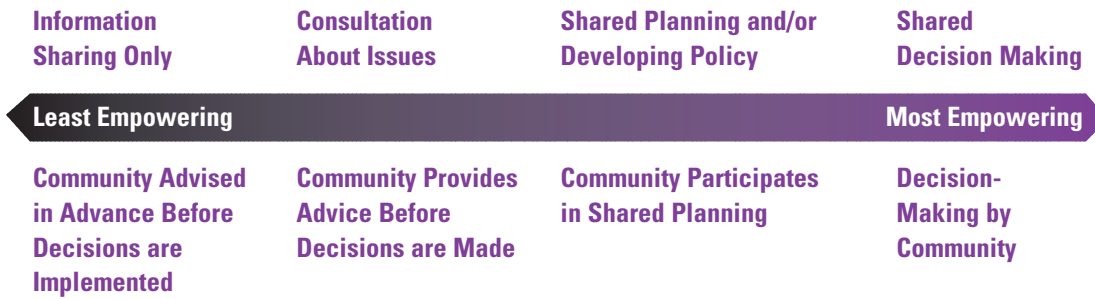 Information
Sharing Only
Consultation
About Issues
Shared Planning and/or
Developing Policy
Shared
Decision Making
Least Empowering
Most Empowering
Community Advised
in Advance Before
Decisions are
Implemented
Community Provides
Advice Before
Decisions are Made
Community Participates
in Shared Planning
Decision-
Making by
Community